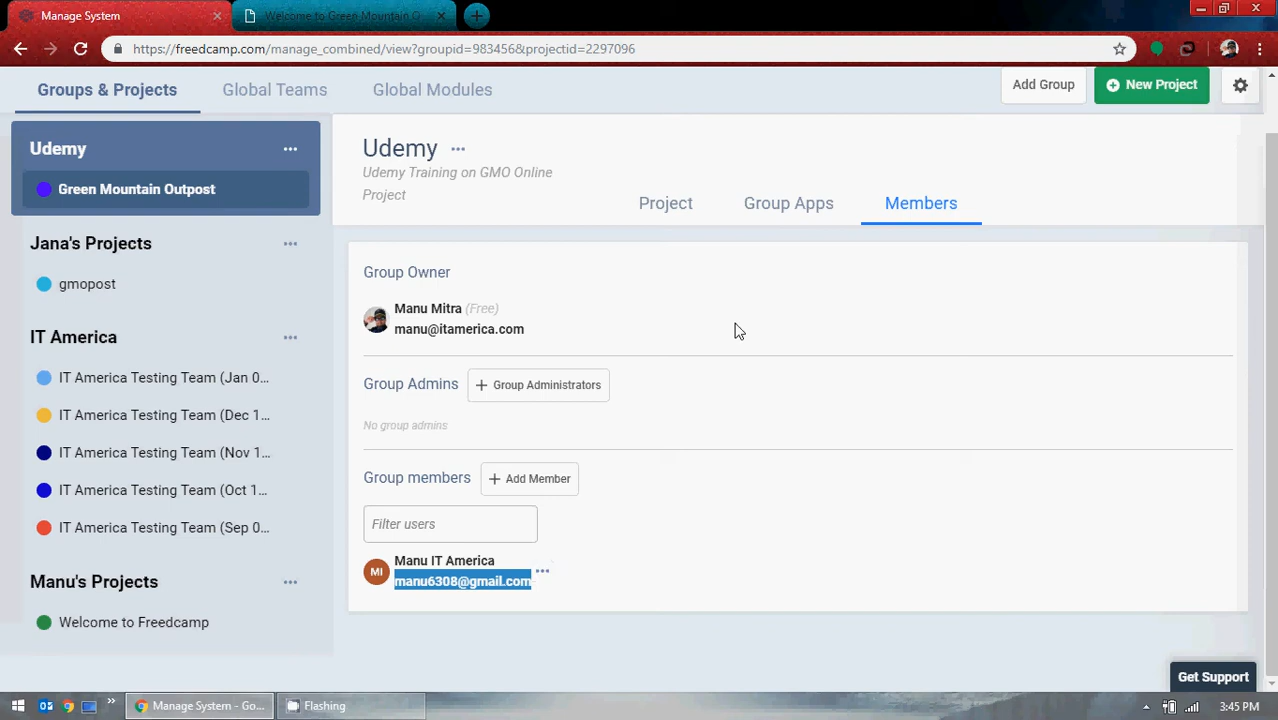 Manage System
Welcome to Green Mountain O
https://freedcamp.com/manage_combined/view?groupid=983456&projectid=2297096
Groups & Projects
Global Teams
Global Modules
Add Group
New Project
Udemy
Green Mountain Outpost
Jana's Projects
gmopost
IT America
IT America Testing Team (Jan 0...
IT America Testing Team (Dec 1...
IT America Testing Team (Nov 1...
IT America Testing Team (Oct 1...
IT America Testing Team (Sep 0...
Manu's Projects
Welcome to Freedcamp
Udemy
Udemy Training on GMO Online
Project
Project
Group Apps
Members
Group Owner
Manu Mitra (Free)
manu@itamerica.com
Group Admins
+ Group Administrators
No group admins
Group members
+ Add Member
Filter users
MI
Manu IT America
manu6308@gmail.com
Get Support
Manage System - Go...
Flashing
3:45 PM